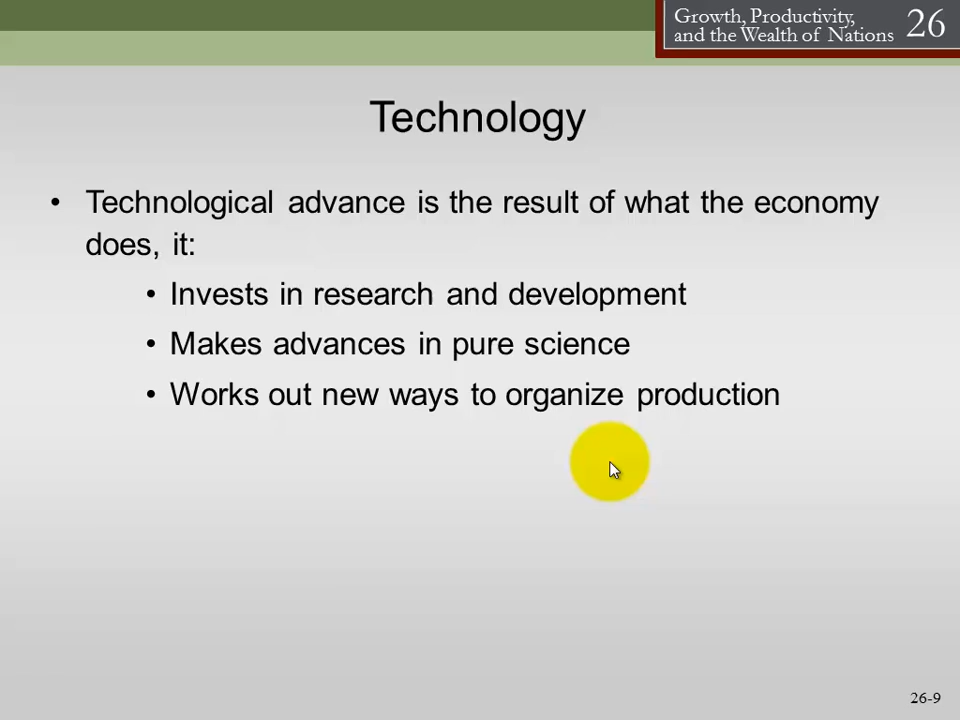 Growth, Productivity,
and the Wealth of Nations
26
Technology
• Technological advance is the result of what the economy
does, it:
• Invests in research and development
• Makes advances in pure science
• Works out new ways to organize production
26-9